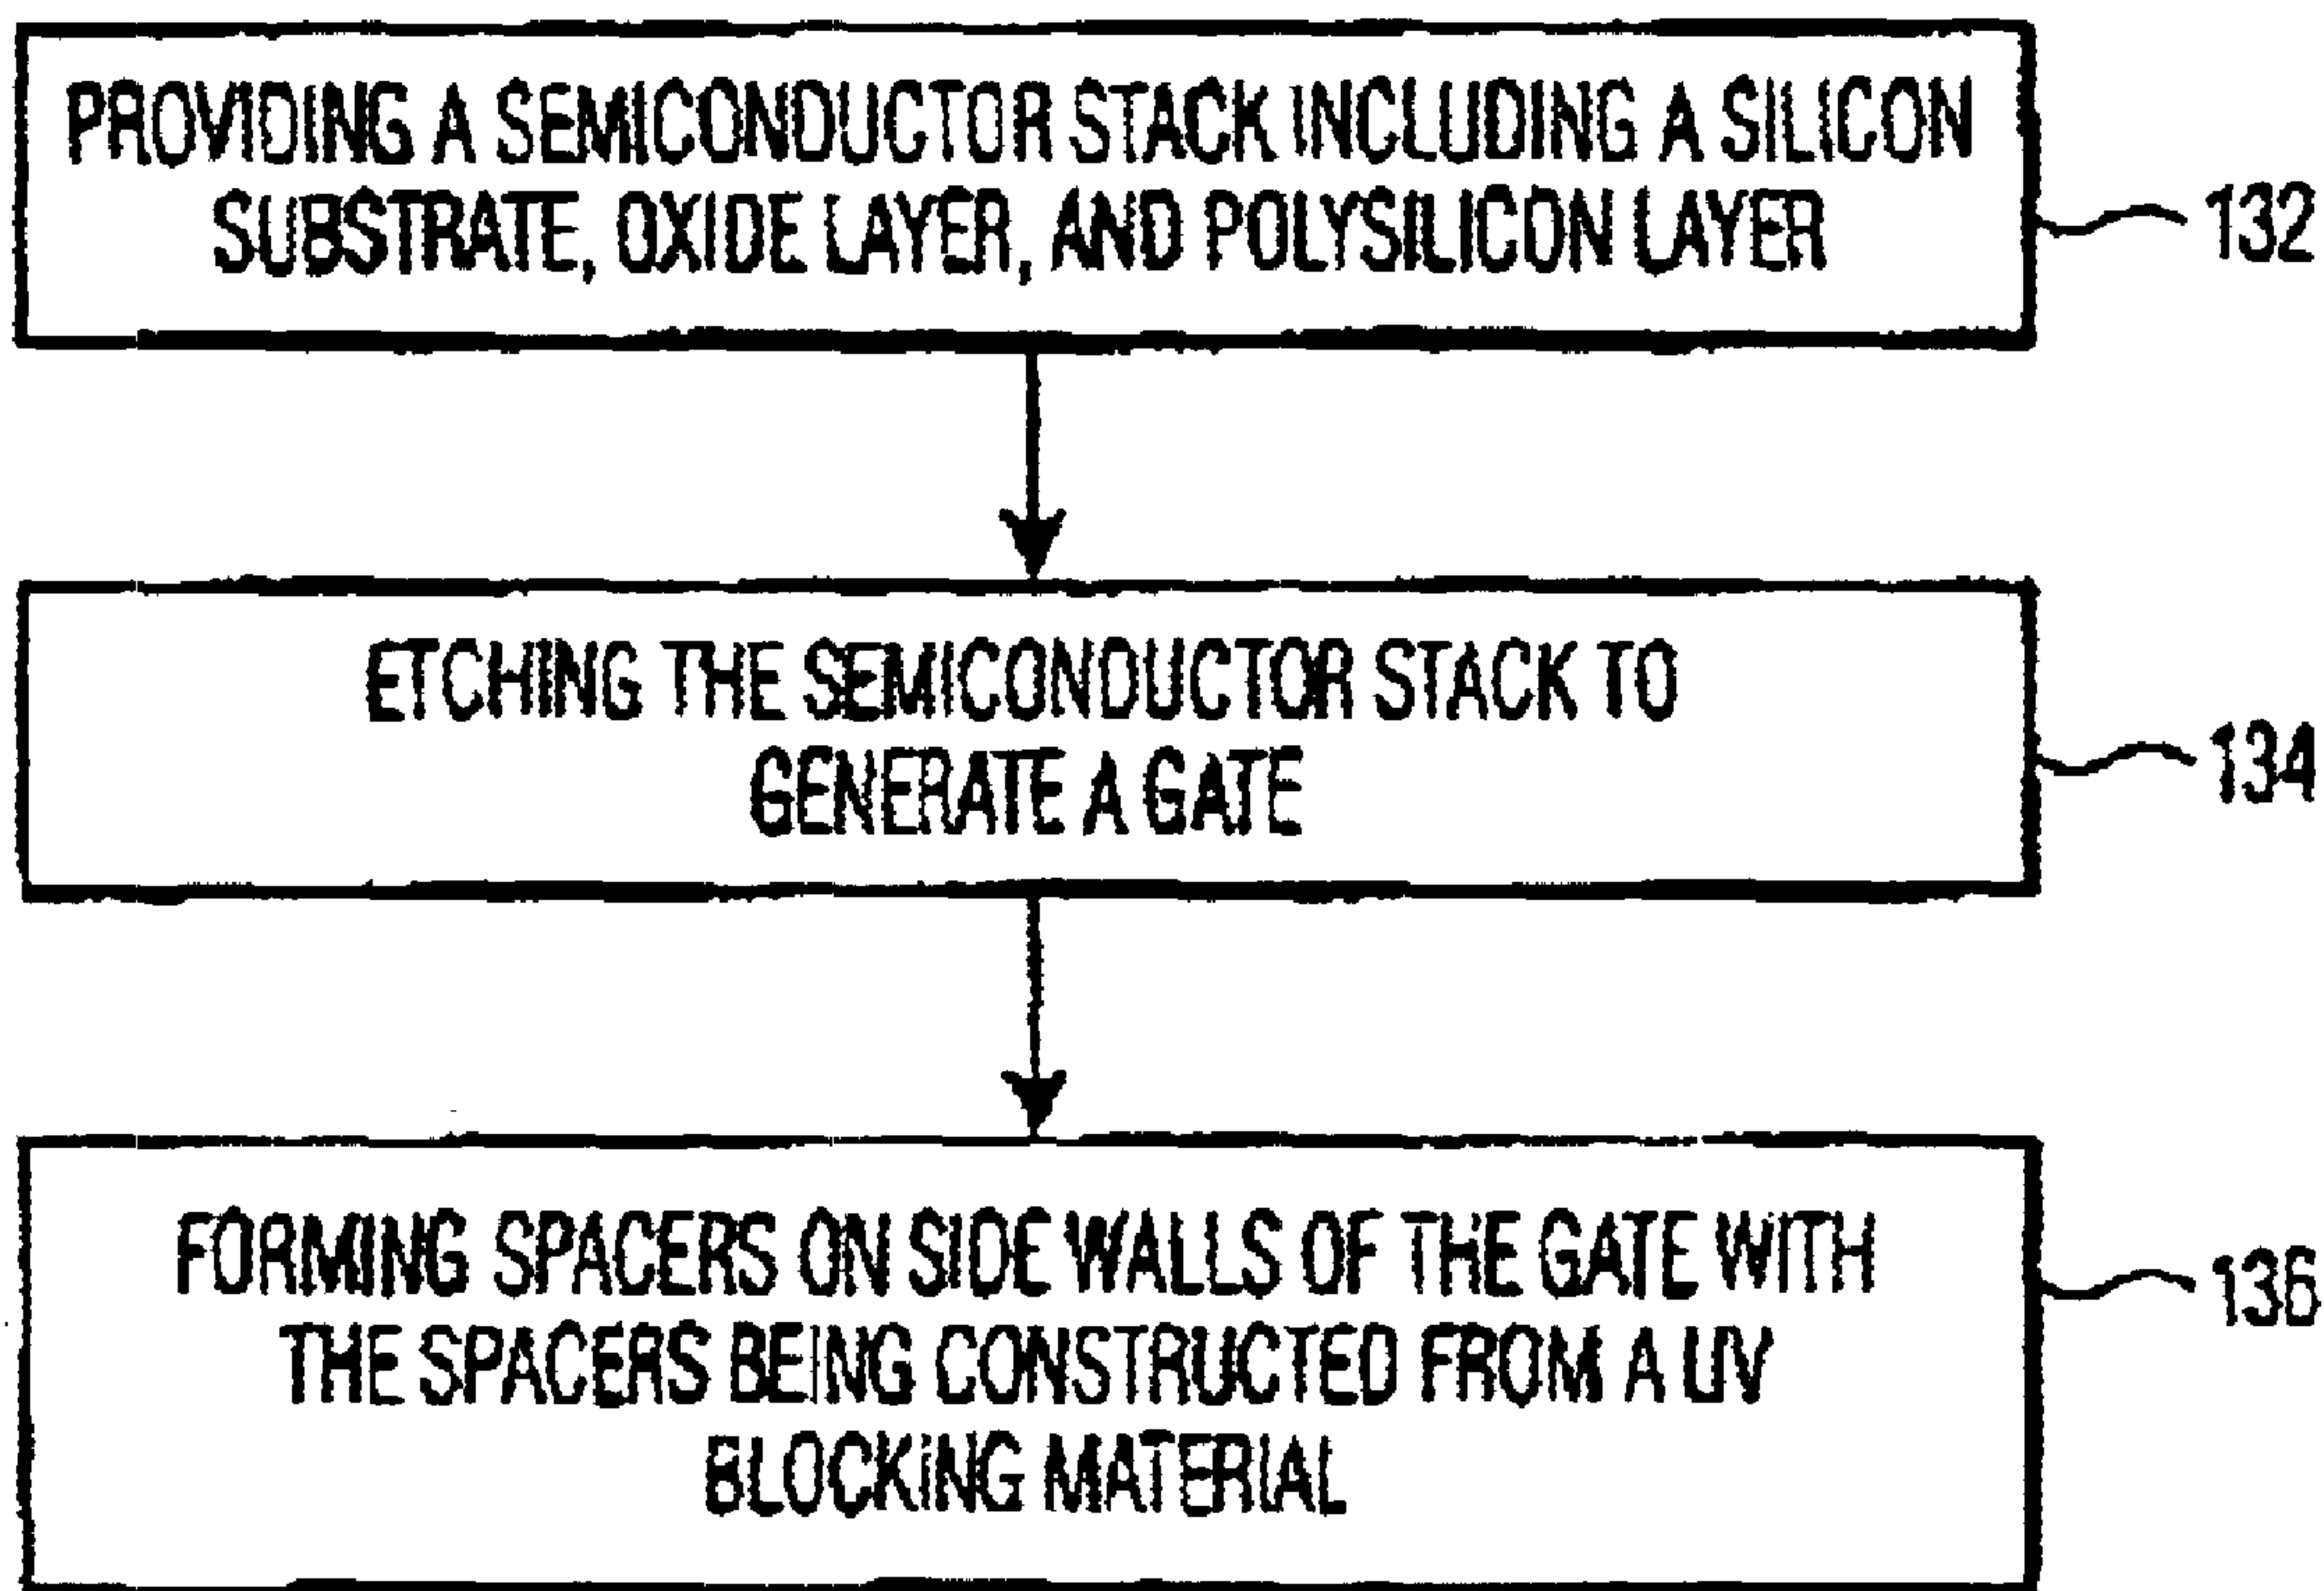 PROVIDING A SEMICONDUCTOR STACK INCLUDING A SILICON
SUBSTRATE, OXIDE LAYER, AND POLYSILICON LAYER
132
ETCHING THE SEMICONDUCTOR STACK TO
GENERATE A GATE
134
FORMING SPACERS ON SIDE WALLS OF THE GATE WITH
THE SPACERS BEING CONSTRUCTED FROM A UV
BLOCKING MATERIAL
136